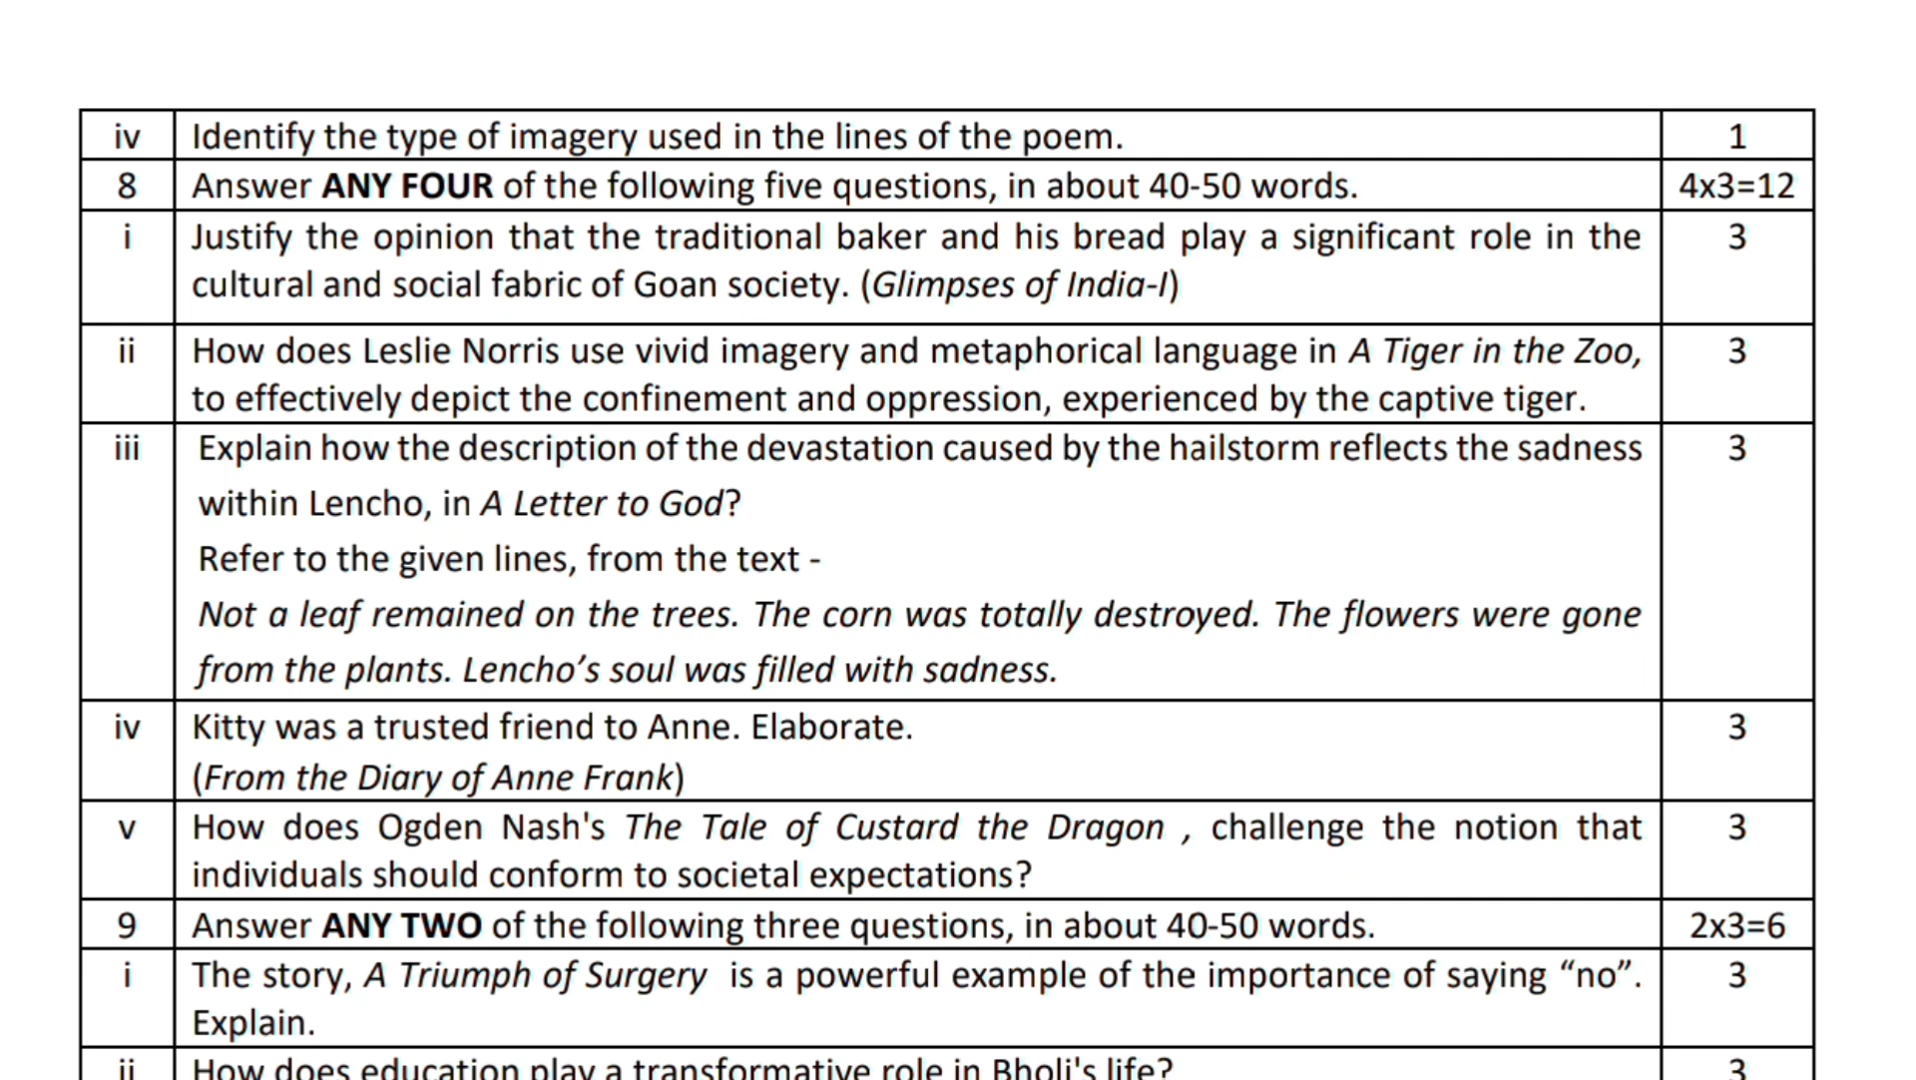 iv Identify the type of imagery used in the lines of the poem. 1
8 Answer ANY FOUR of the following five questions, in about 40-50 words. 4x3=12
i Justify the opinion that the traditional baker and his bread play a significant role in the 3
cultural and social fabric of Goan society. (Glimpses of India-I)
ii How does Leslie Norris use vivid imagery and metaphorical language in A Tiger in the Zoo, 3
to effectively depict the confinement and oppression, experienced by the captive tiger.
iii Explain how the description of the devastation caused by the hailstorm reflects the sadness 3
within Lencho, in A Letter to God?
Refer to the given lines, from the text -
Not a leaf remained on the trees. The corn was totally destroyed. The flowers were gone
from the plants. Lencho’s soul was filled with sadness.
iv Kitty was a trusted friend to Anne. Elaborate. 3
(From the Diary of Anne Frank)
v How does Ogden Nash's The Tale of Custard the Dragon , challenge the notion that 3
individuals should conform to societal expectations?
9 Answer ANY TWO of the following three questions, in about 40-50 words. 2x3=6
i The story, A Triumph of Surgery is a powerful example of the importance of saying “no”. 3
Explain.
ii How does education play a transformative role in Bholi's life? 3